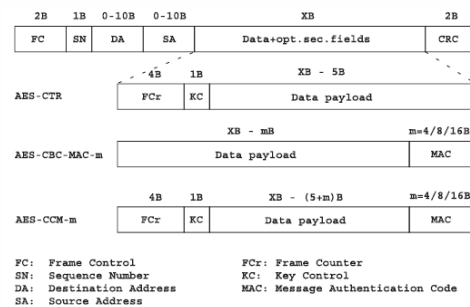 2B 1B 0-10B 0-10B XB 2B
FC SN DA SA Data+opt.sec.fields CRC
4B 1B XB - 5B
AES-CTR FCr KC Data payload
XB - mB m=4/8/16B
AES-CBC-MAC-m Data payload MAC
4B 1B XB - (5+m)B m=4/8/16B
AES-CCM-m FCr KC Data payload MAC
FC: Frame Control FCr: Frame Counter
SN: Sequence Number KC: Key Control
DA: Destination Address MAC: Message Authentication Code
SA: Source Address